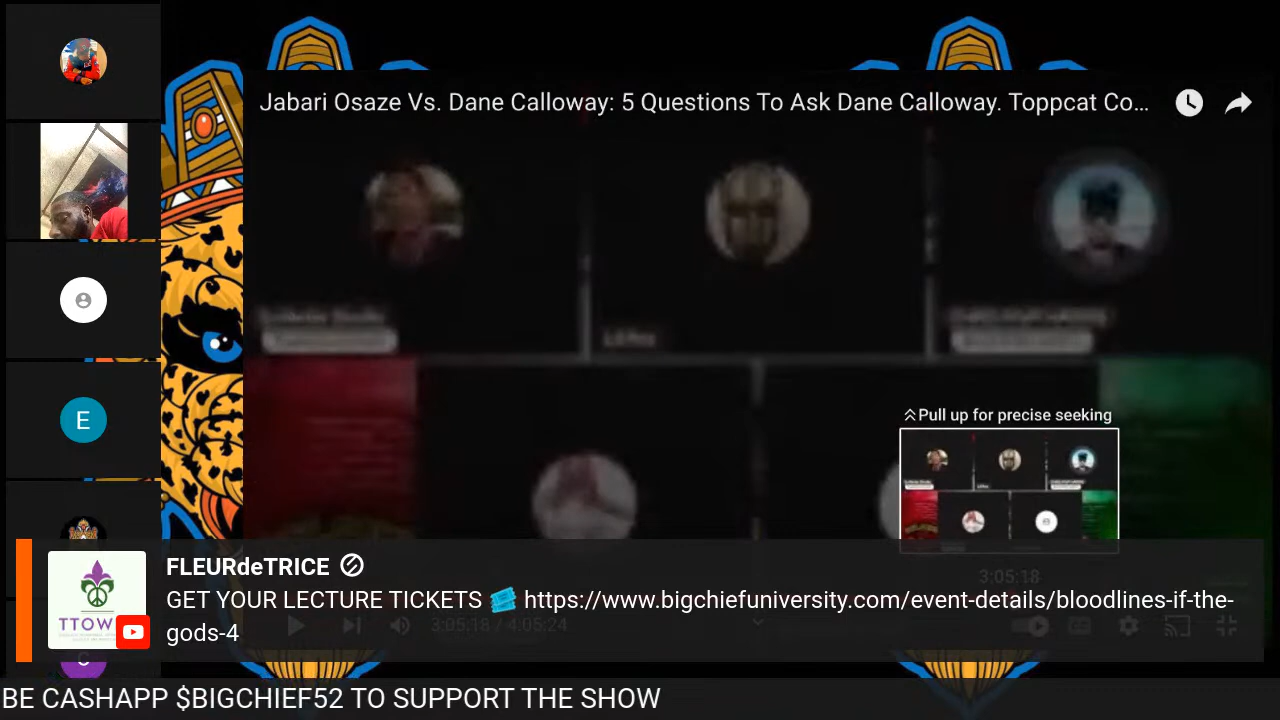 Jabari Osaze Vs. Dane Calloway: 5 Questions To Ask Dane Calloway. Toppcat Co...
Pull up for precise seeking
E
3:05:18
FLEURdeTRICE
GET YOUR LECTURE TICKETS 🎟️ https://www.bigchiefuniversity.com/event-details/bloodlines-if-the-
gods-4
TTOW
3:05:18 / 4:05:24
BE CASHAPP $BIGCHIEF52 TO SUPPORT THE SHOW